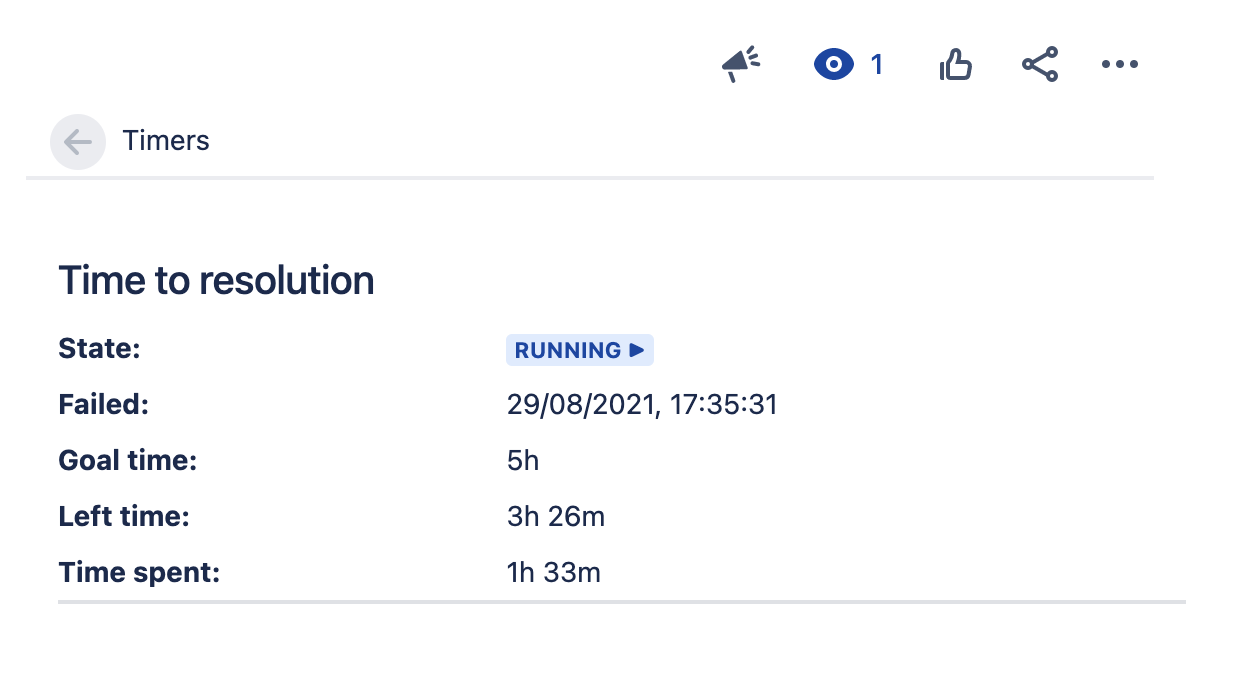 1
Timers
Time to resolution
State: RUNNING
Failed: 29/08/2021, 17:35:31
Goal time: 5h
Left time: 3h 26m
Time spent: 1h 33m